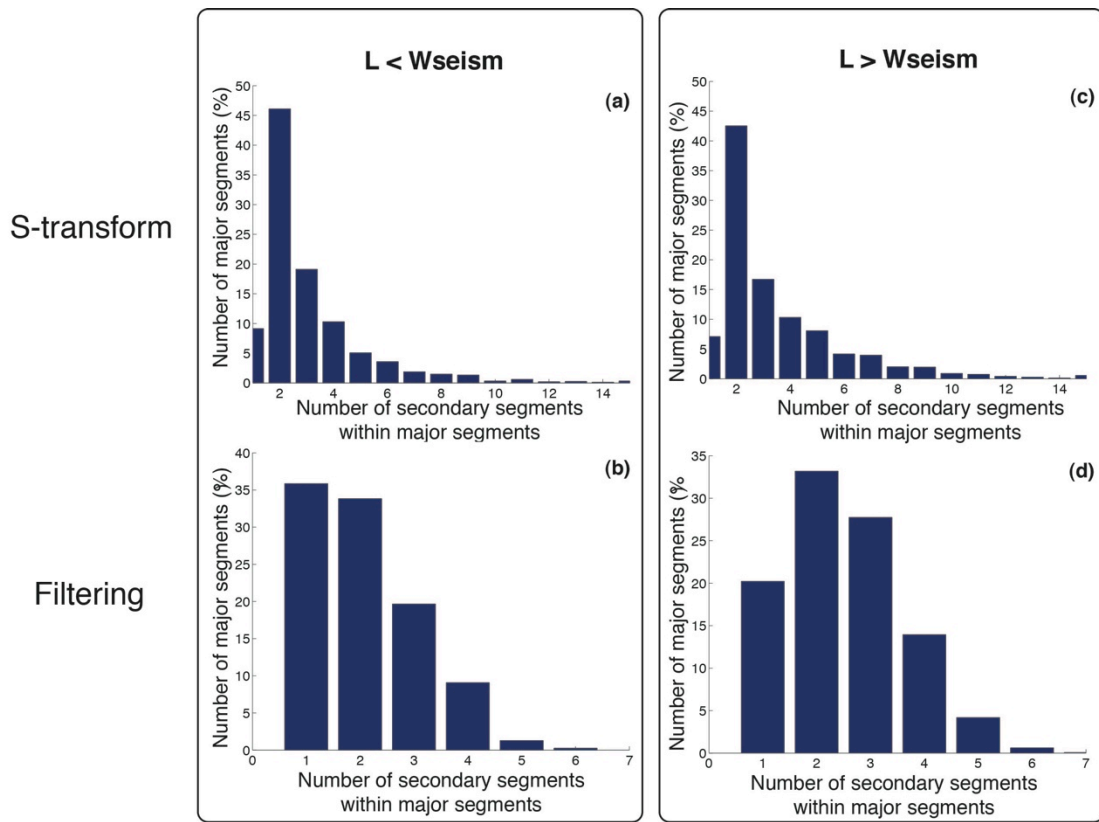 L < Wseism
L > Wseism
S-transform
Filtering
(a)
Number of major segments (%)
50
45
40
35
30
25
20
15
10
5
0
2 4 6 8 10 12 14
Number of secondary segments
within major segments
(c)
Number of major segments (%)
50
45
40
35
30
25
20
15
10
5
0
2 4 6 8 10 12 14
Number of secondary segments
within major segments
(b)
Number of major segments (%)
40
35
30
25
20
15
10
5
0
0 1 2 3 4 5 6 7
Number of secondary segments
within major segments
(d)
Number of major segments (%
35
30
25
20
15
10
5
0
0 1 2 3 4 5 6 7
Number of secondary segments
within major segments